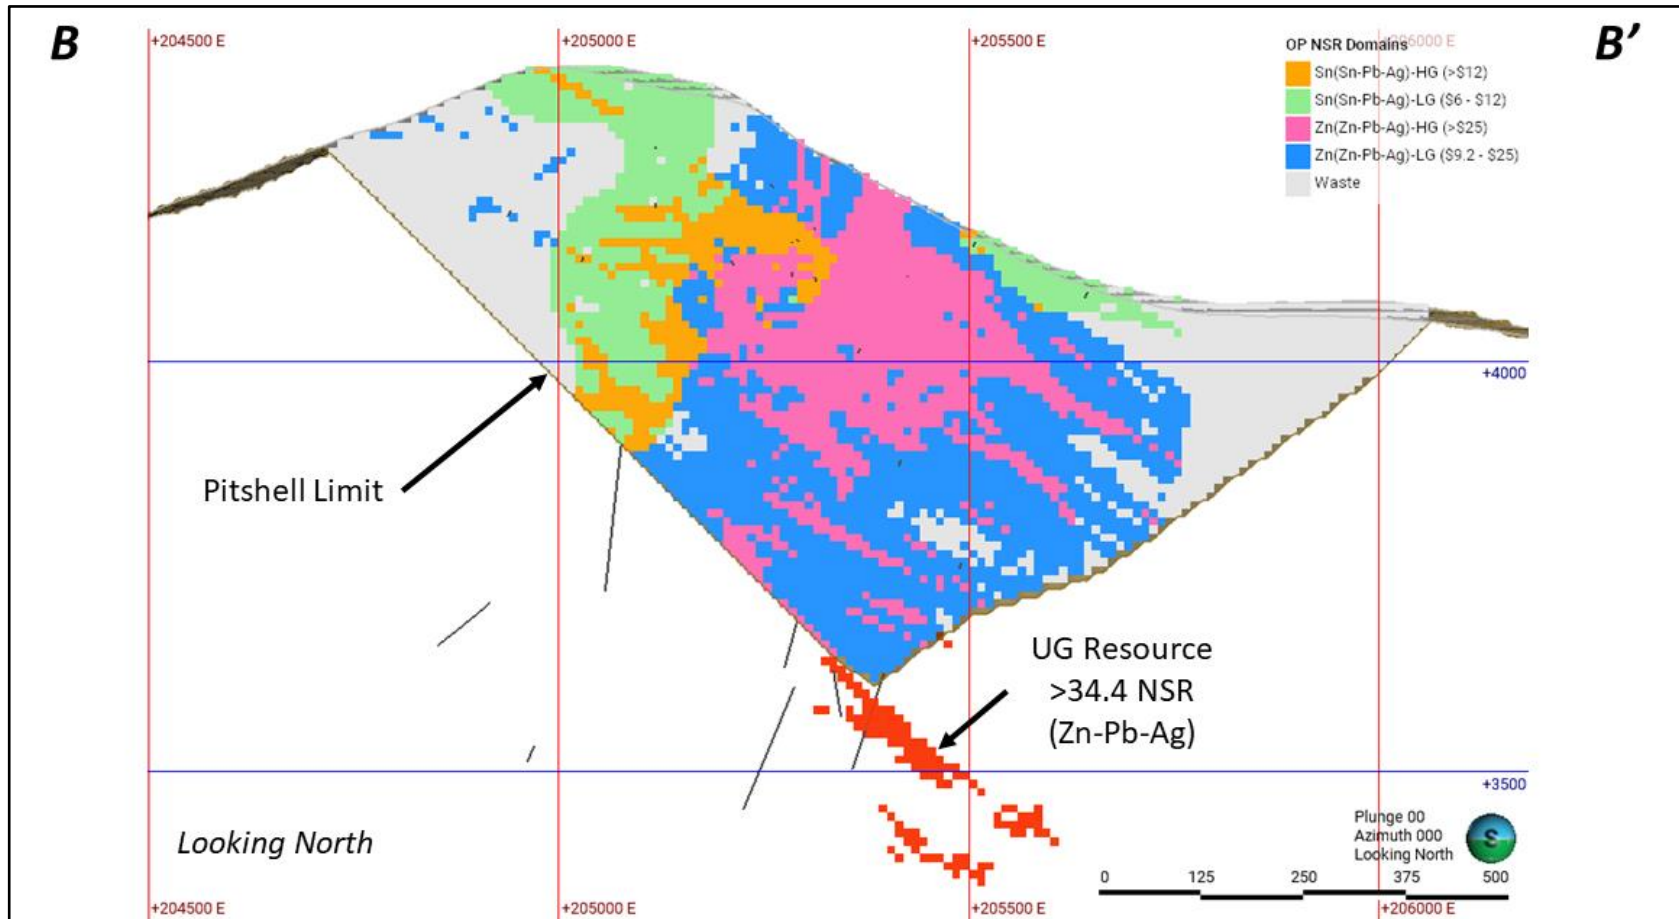 B
B’
+204500 E
+205000 E
+205500 E
+206000 E
OP NSR Domains
Sn(Sn-Pb-Ag)-HG (>$12)
Sn(Sn-Pb-Ag)-LG ($6 - $12)
Zn(Zn-Pb-Ag)-HG (>$25)
Zn(Zn-Pb-Ag)-LG ($9.2 - $25)
Waste
+4000
Pitshell Limit
UG Resource
>34.4 NSR
(Zn-Pb-Ag)
+3500
Looking North
Plunge 00
Azimuth 000
Looking North
S
0 125 250 375 500
+204500 E
+205000 E
+205500 E
+206000 E